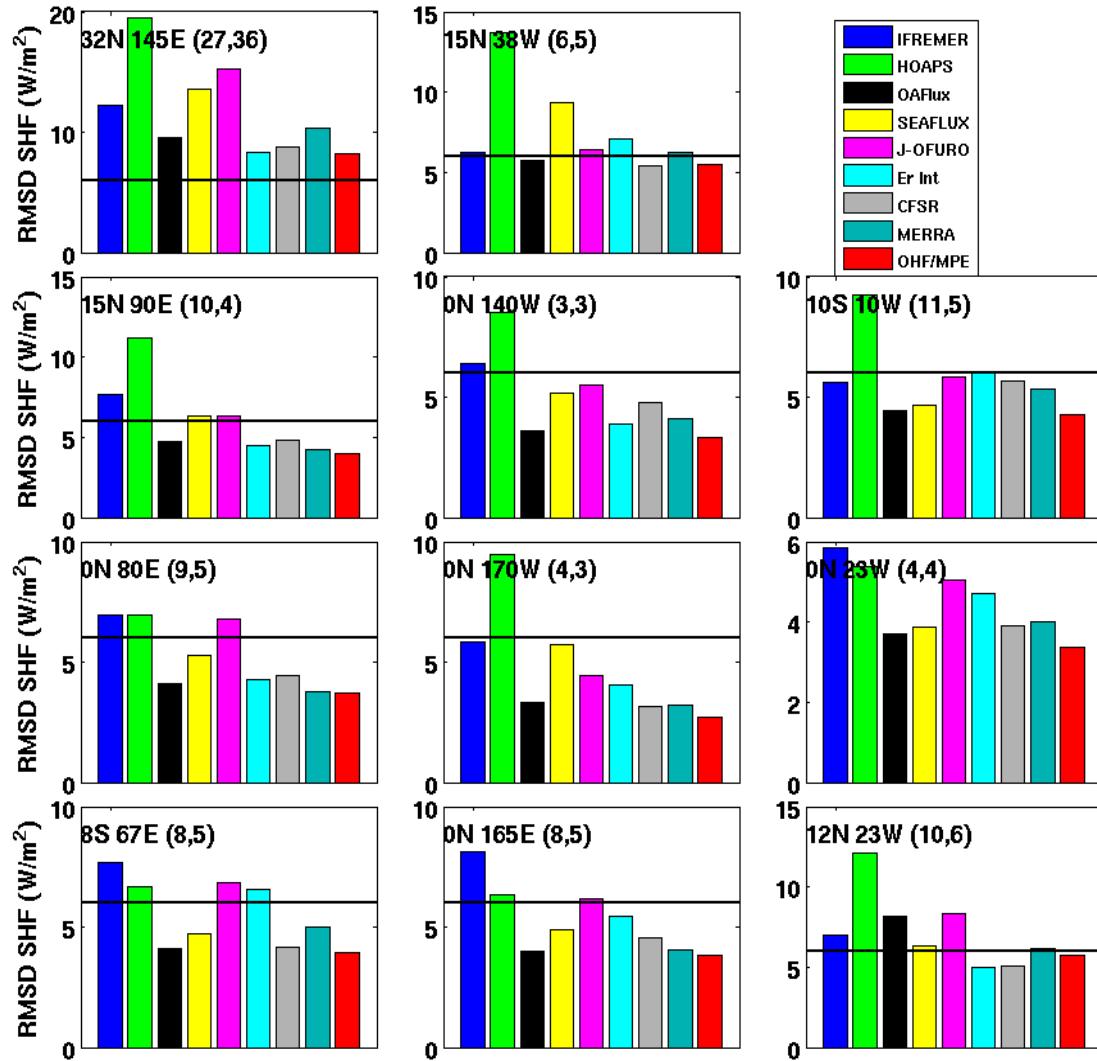 RMSD SHF (W/m²)
20
10
0
32N 145E (27,36)
15
10
5
0
15N 38W (6,5)
IFREMER
HOAPS
OAFlux
SEAFLUX
J-OFURO
Er Int
CFSR
MERRA
OHF/MPE
RMSD SHF (W/m²)
15
10
5
0
15N 90E (10,4)
10
5
0
0N 140W (3,3)
10
5
0
10S 10W (11,5)
RMSD SHF (W/m²)
10
5
0
0N 80E (9,5)
10
5
0
0N 170W (4,3)
6
4
2
0
0N 23W (4,4)
RMSD SHF (W/m²)
10
5
0
8S 67E (8,5)
10
5
0
0N 165E (8,5)
15
10
5
0
12N 23W (10,6)